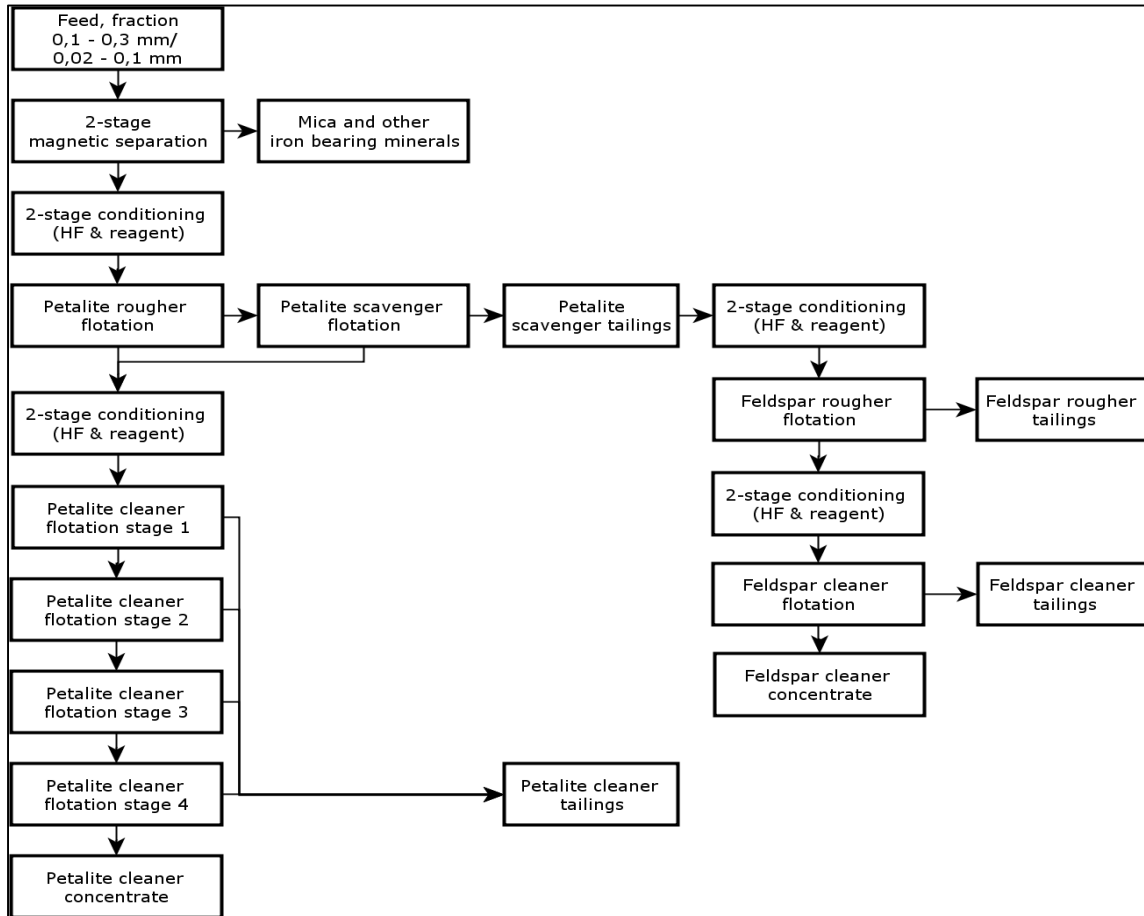 Feed, fraction
0,1 - 0,3 mm/
0,02 - 0,1 mm
2-stage
magnetic separation
Mica and other
iron bearing minerals
2-stage conditioning
(HF & reagent)
Petalite rougher
flotation
Petalite scavenger
flotation
Petalite
scavenger tailings
2-stage conditioning
(HF & reagent)
2-stage conditioning
(HF & reagent)
Feldspar rougher
flotation
Feldspar rougher
tailings
Petalite cleaner
flotation stage 1
2-stage conditioning
(HF & reagent)
Petalite cleaner
flotation stage 2
Feldspar cleaner
flotation
Feldspar cleaner
tailings
Petalite cleaner
flotation stage 3
Feldspar cleaner
concentrate
Petalite cleaner
flotation stage 4
Petalite cleaner
tailings
Petalite cleaner
concentrate